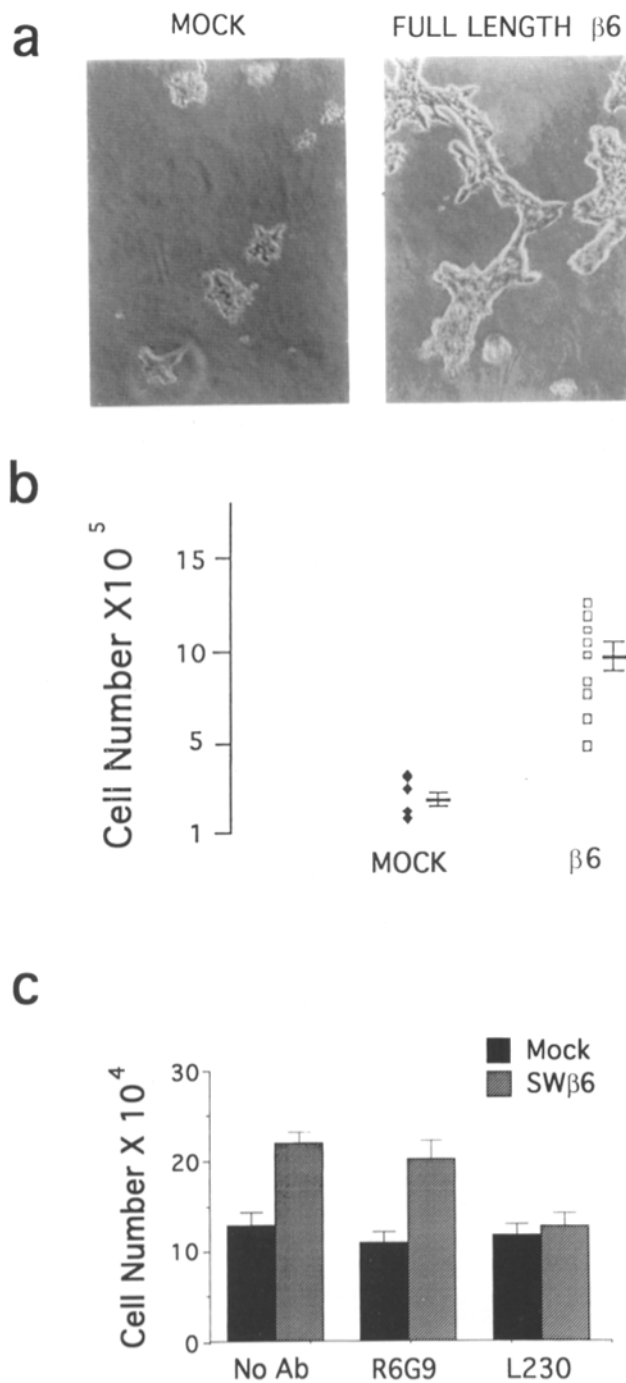 a
MOCK
FULL LENGTH β6
b
Cell Number X10 5
15
10
5
1
MOCK
β6
c
Mock
SWβ6
Cell Number X 10 4
30
20
10
0
No Ab
R6G9
L230